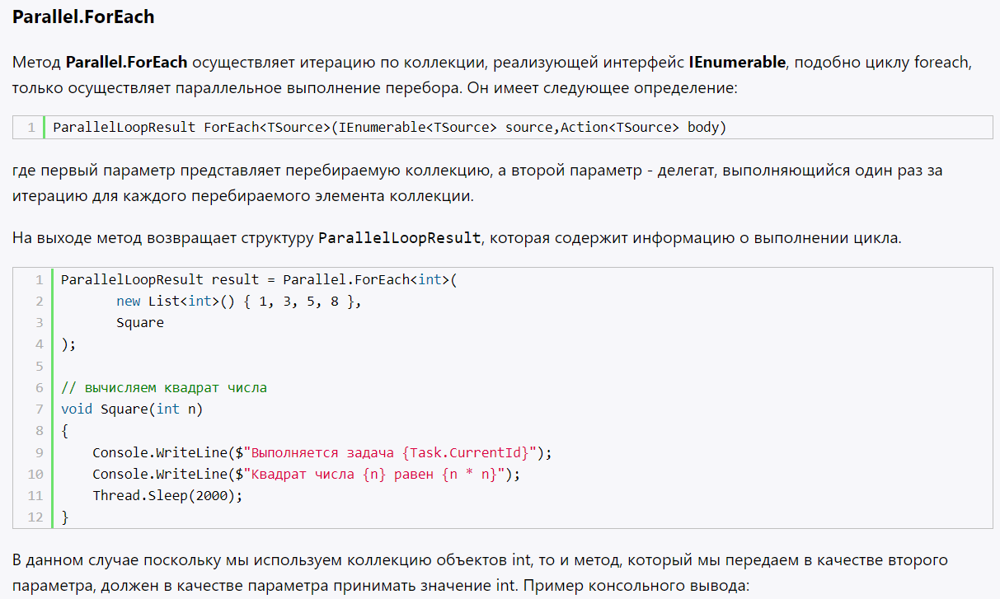 Parallel.ForEach
Метод Parallel.ForEach осуществляет итерацию по коллекции, реализующей интерфейс IEnumerable, подобно циклу foreach,
только осуществляет параллельное выполнение перебора. Он имеет следующее определение:
1 ParallelLoopResult ForEach<TSource>(IEnumerable<TSource> source,Action<TSource> body)
где первый параметр представляет перебираемую коллекцию, а второй параметр - делегат, выполняющийся один раз за
итерацию для каждого перебираемого элемента коллекции.
На выходе метод возвращает структуру ParallelLoopResult, которая содержит информацию о выполнении цикла.
1 ParallelLoopResult result = Parallel.ForEach<int>(
2 new List<int>() { 1, 3, 5, 8 },
3 Square
4 );
5
6 // вычисляем квадрат числа
7 void Square(int n)
8 {
9 Console.WriteLine($"Выполняется задача {Task.CurrentId}");
10 Console.WriteLine($"Квадрат числа {n} равен {n * n}");
11 Thread.Sleep(2000);
12 }
В данном случае поскольку мы используем коллекцию объектов int, то и метод, который мы передаем в качестве второго
параметра, должен в качестве параметра принимать значение int. Пример консольного вывода: